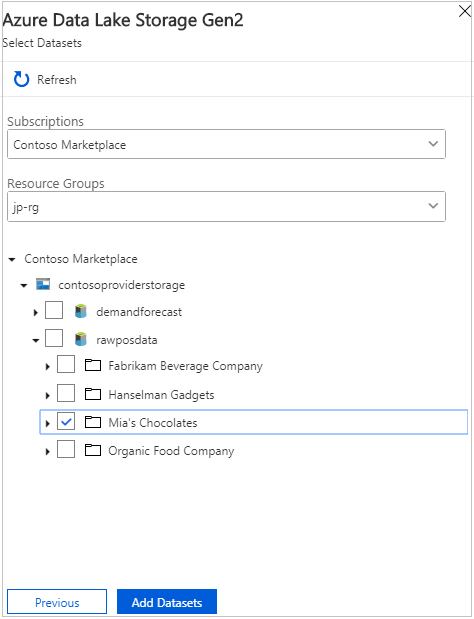 Azure Data Lake Storage Gen2
Select Datasets
Refresh
Subscriptions
Contoso Marketplace
Resource Groups
jp-rg
Contoso Marketplace
contosoproviderstorage
demandforecast
rawposdata
Fabrikam Beverage Company
Hanselman Gadgets
Mia's Chocolates
Organic Food Company
Previous
Add Datasets